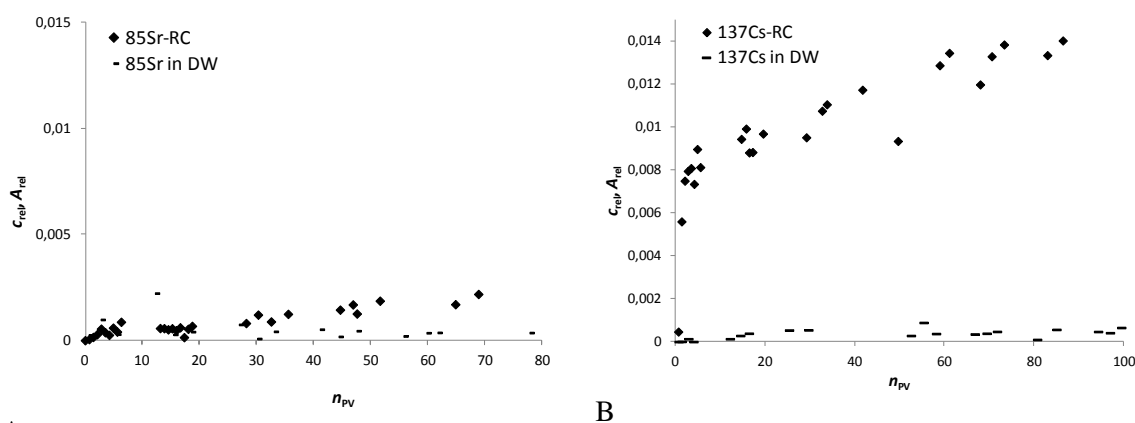 0,015
0,01
0,005
0
c_rel, A_rel
85Sr-RC
85Sr in DW
0 10 20 30 40 50 60 70 80
n_PV
B
0,014
0,012
0,01
0,008
0,006
0,004
0,002
0
c_rel, A_rel
137Cs-RC
137Cs in DW
0 20 40 60 80 100
n_PV